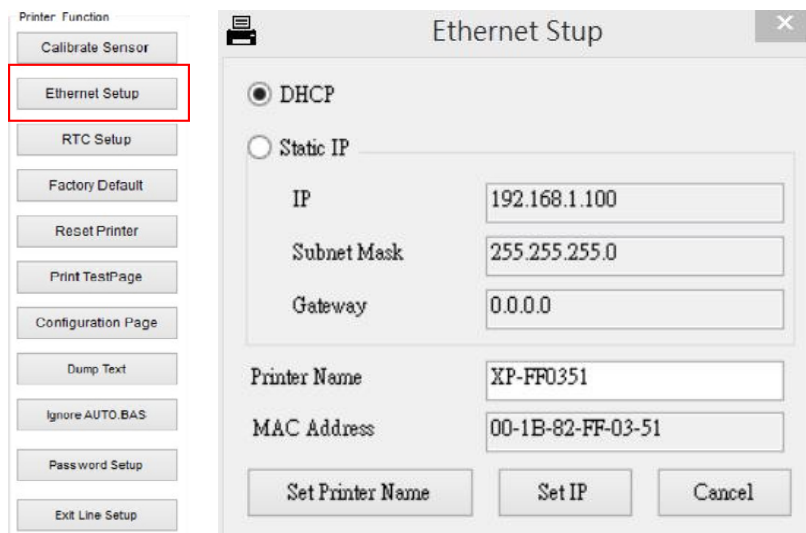 Printer Function
Calibrate Sensor
Ethernet Setup
RTC Setup
Factory Default
Reset Printer
Print TestPage
Configuration Page
Dump Text
Ignore AUTO.BAS
Password Setup
Exit Line Setup
Ethernet Stup
DHCP
Static IP
IP 192.168.1.100
Subnet Mask 255.255.255.0
Gateway 0.0.0.0
Printer Name XP-FF0351
MAC Address 00-1B-82-FF-03-51
Set Printer Name Set IP Cancel